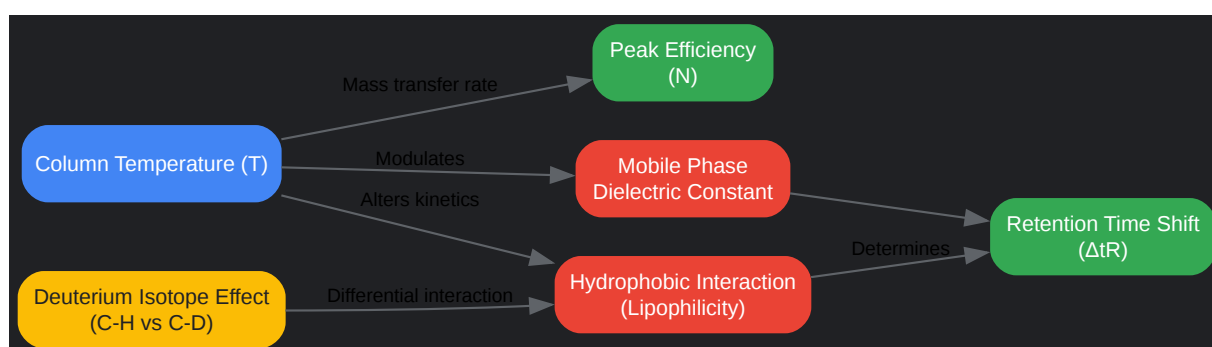 Peak Efficiency
(N)
Mass transfer rate
Column Temperature (T)
Modulates
Mobile Phase
Dielectric Constant
Alters kinetics
Retention Time Shift
(ΔtR)
Determines
Deuterium Isotope Effect
(C-H vs C-D)
Differential interaction
Hydrophobic Interaction
(Lipophilicity)